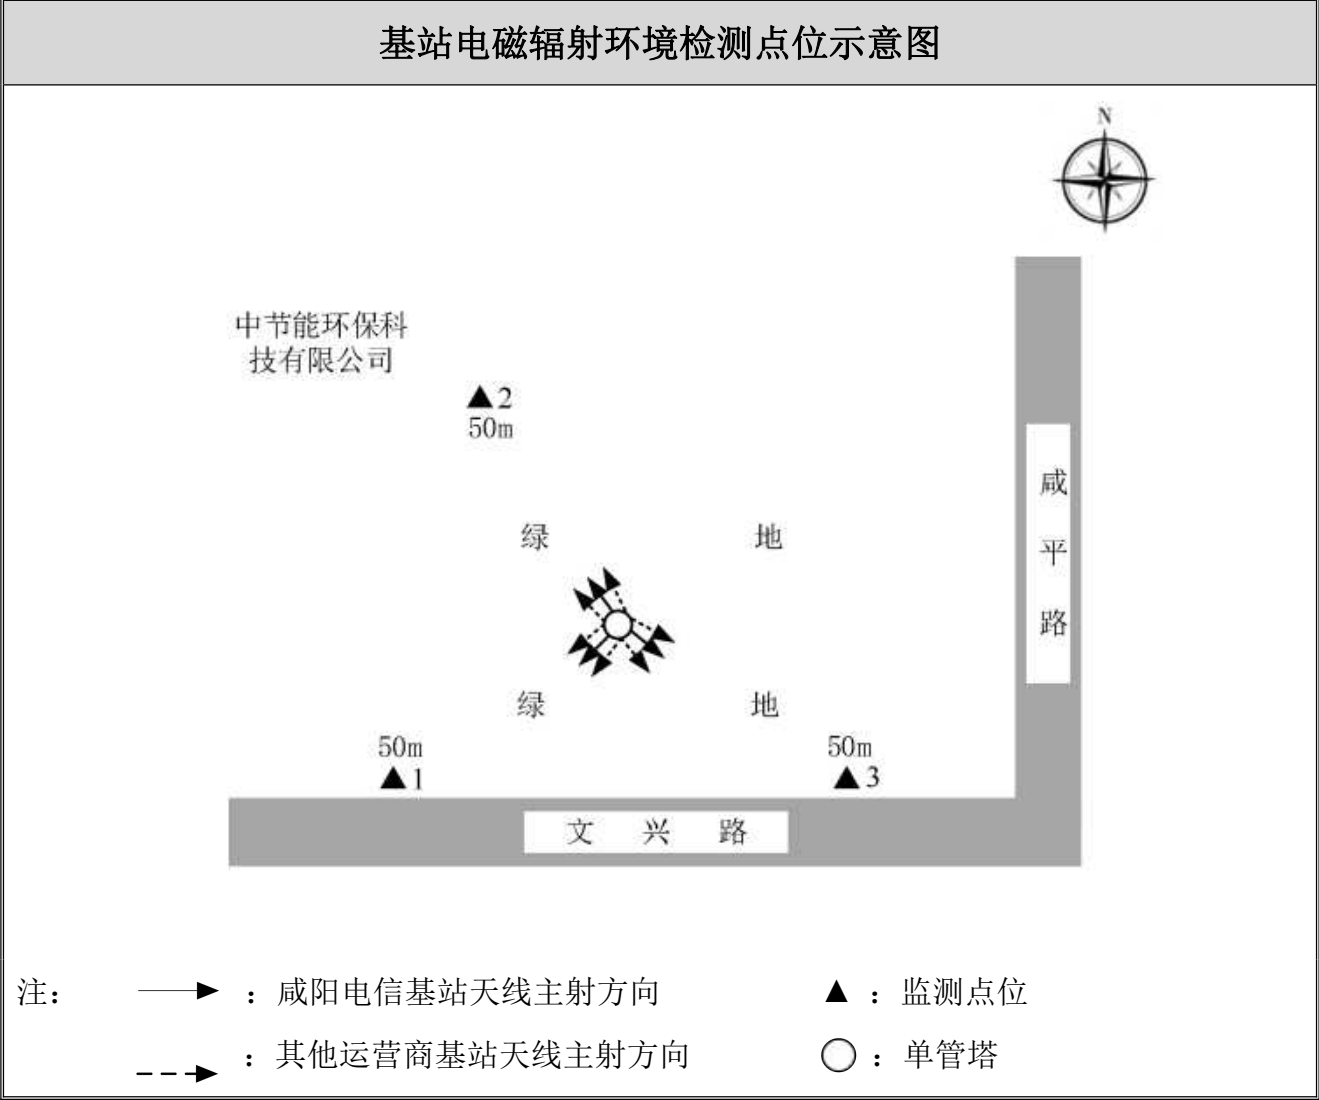 基站电磁辐射环境检测点位示意图
N
中节能环保科
技有限公司
▲2
50m
咸
平
路
绿 地
绿 地
50m
▲1
50m
▲3
文 兴 路
注： ：咸阳电信基站天线主射方向 ▲：监测点位
：其他运营商基站天线主射方向 ：单管塔